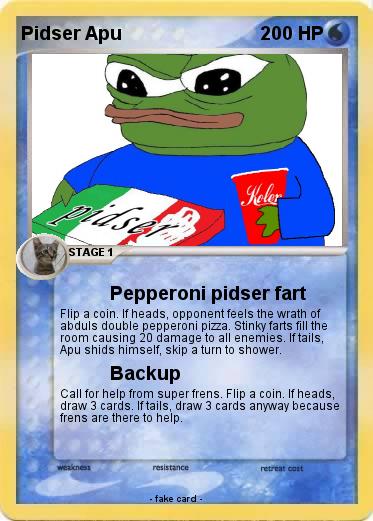 Pidser Apu 200 HP
pidser
Koler
STAGE 1
Pepperoni pidser fart
Flip a coin. If heads, opponent feels the wrath of
abduls double pepperoni pizza. Stinky farts fill the
room causing 20 damage to all enemies. If tails,
Apu shids himself, skip a turn to shower.
Backup
Call for help from super frens. Flip a coin. If heads,
draw 3 cards. If tails, draw 3 cards anyway because
frens are there to help.
weakness resistance retreat cost
- fake card -